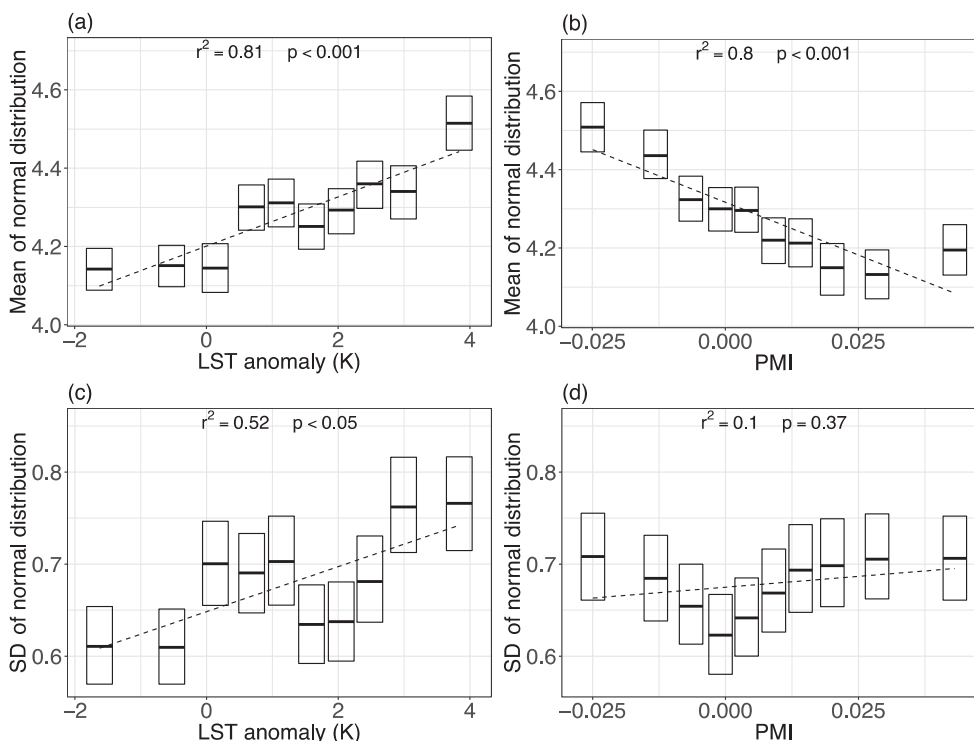 (a)
r² = 0.81 p < 0.001
Mean of normal distribution
4.6
4.4
4.2
4.0
−2 0 2 4
LST anomaly (K)
(b)
r² = 0.8 p < 0.001
Mean of normal distribution
4.6
4.4
4.2
4.0
−0.025 0.000 0.025
PMI
(c)
r² = 0.52 p < 0.05
SD of normal distribution
0.8
0.7
0.6
−2 0 2 4
LST anomaly (K)
(d)
r² = 0.1 p = 0.37
SD of normal distribution
0.8
0.7
0.6
−0.025 0.000 0.025
PMI